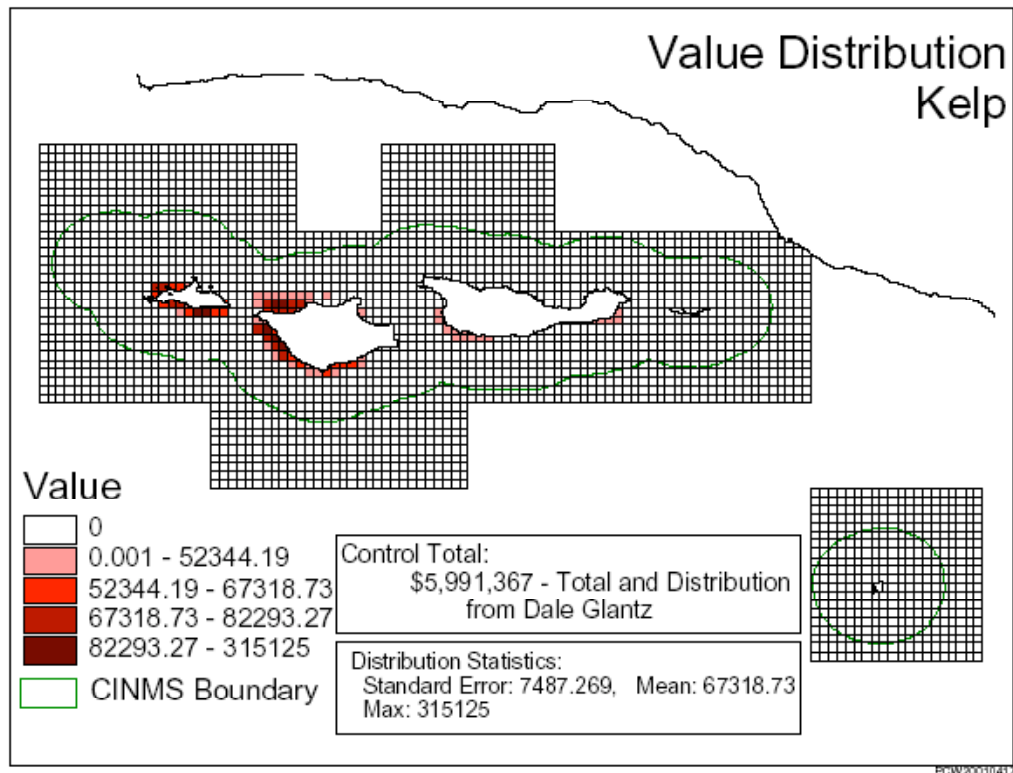 Value Distribution
Kelp
Value
0
0.001 - 52344.19
52344.19 - 67318.73
67318.73 - 82293.27
82293.27 - 315125
CINMS Boundary
Control Total:
$5,991,367 - Total and Distribution
from Dale Glantz
Distribution Statistics:
Standard Error: 7487.269, Mean: 67318.73
Max: 315125